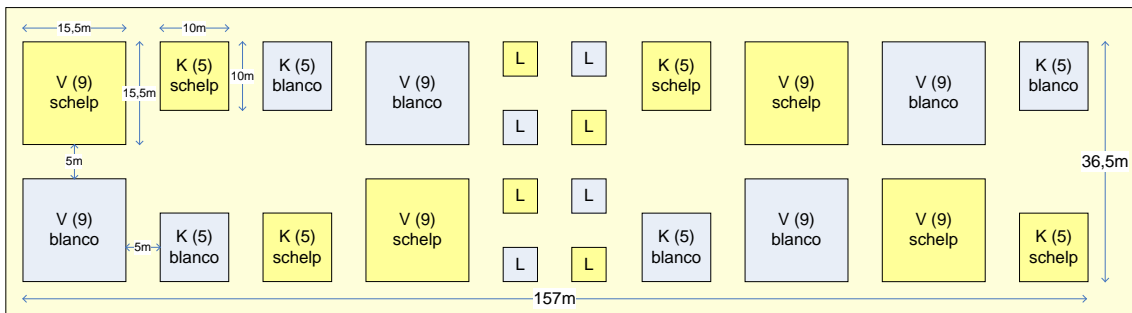 15,5m
10m
V (9)
schelp
15,5m
K (5)
schelp
10m
K (5)
blanco
V (9)
blanco
L
L
L
L
K (5)
schelp
V (9)
schelp
V (9)
blanco
K (5)
blanco
5m
36,5m
V (9)
blanco
5m
K (5)
blanco
K (5)
schelp
V (9)
schelp
L
L
L
L
K (5)
blanco
V (9)
blanco
V (9)
schelp
K (5)
schelp
157m